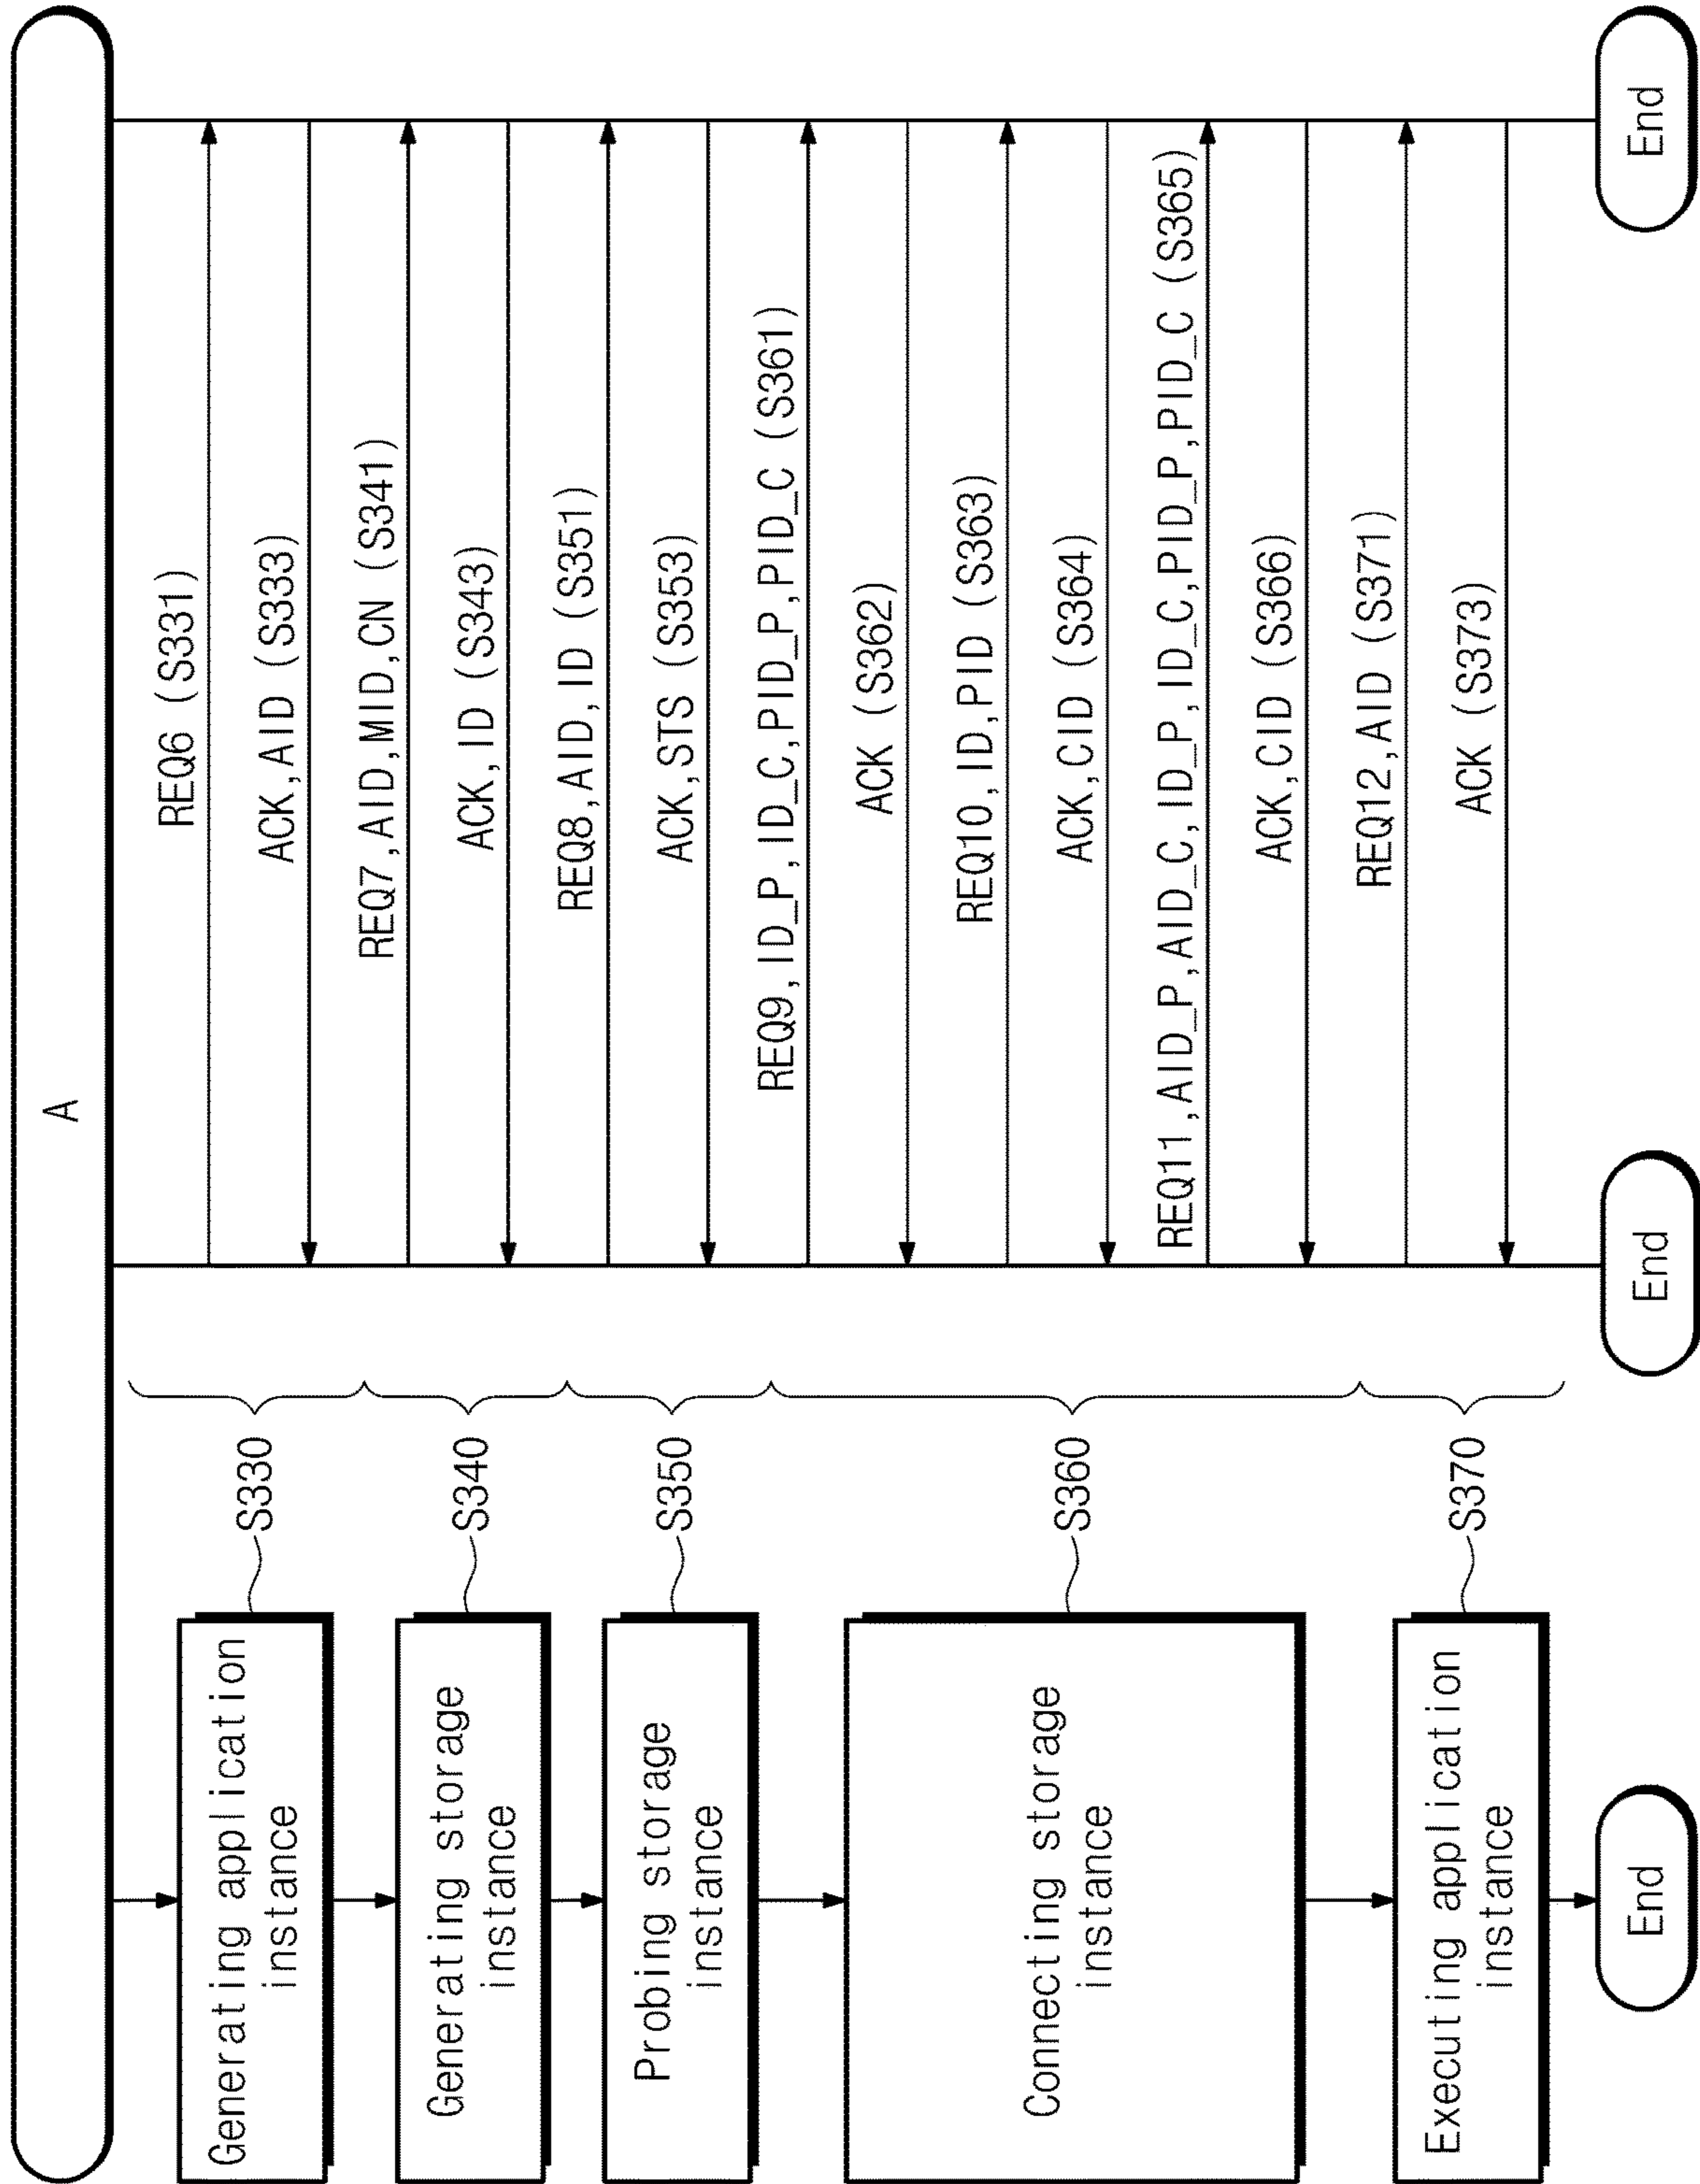 A
Generating application
instance
S330
REQ6 (S331)
ACK,AID (S333)
Generating storage
instance
S340
REQ7,AID,MID,CN (S341)
ACK,ID (S343)
Probing storage
instance
S350
REQ8,AID,ID (S351)
ACK,STS (S353)
Connecting storage
instance
S360
REQ9,ID_P,ID_C,PID_P,PID_C (S361)
ACK (S362)
REQ10,ID,PID (S363)
ACK,CID (S364)
REQ11,AID_P,AID_C,ID_P,ID_C,PID_P,PID_C (S365)
ACK,CID (S366)
Executing application
instance
S370
REQ12,AID (S371)
ACK (S373)
End
End
End